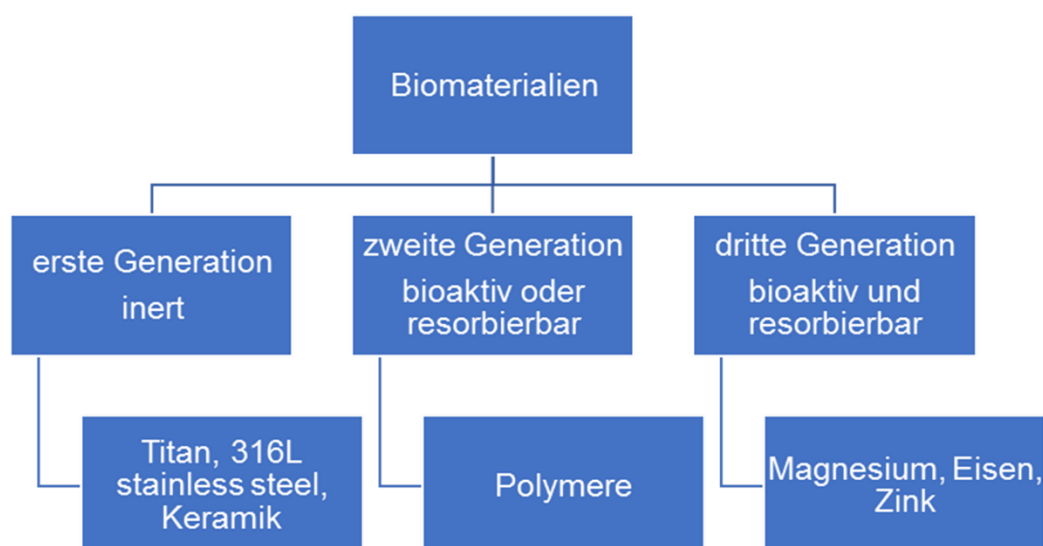 Biomaterialien
erste Generation
inert
zweite Generation
bioaktiv oder
resorbierbar
dritte Generation
bioaktiv und
resorbierbar
Titan, 316L
stainless steel,
Keramik
Polymere
Magnesium, Eisen,
Zink